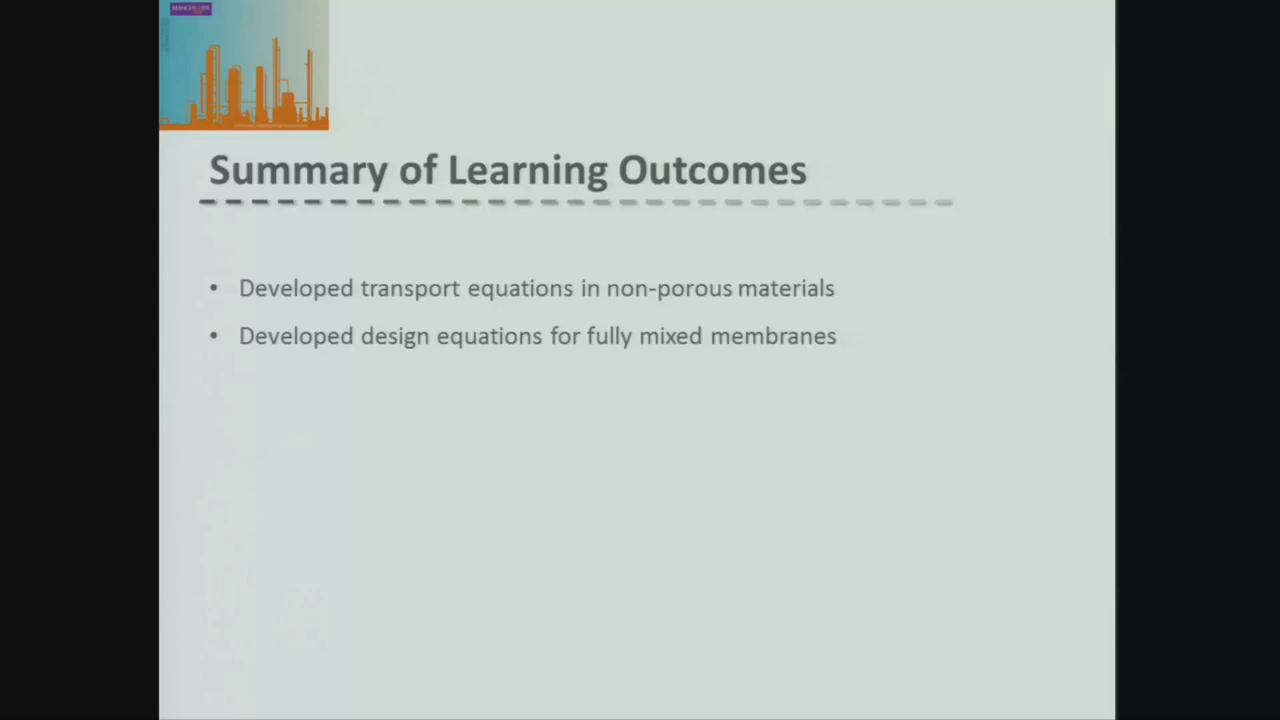 Summary of Learning Outcomes
• Developed transport equations in non-porous materials
• Developed design equations for fully mixed membranes